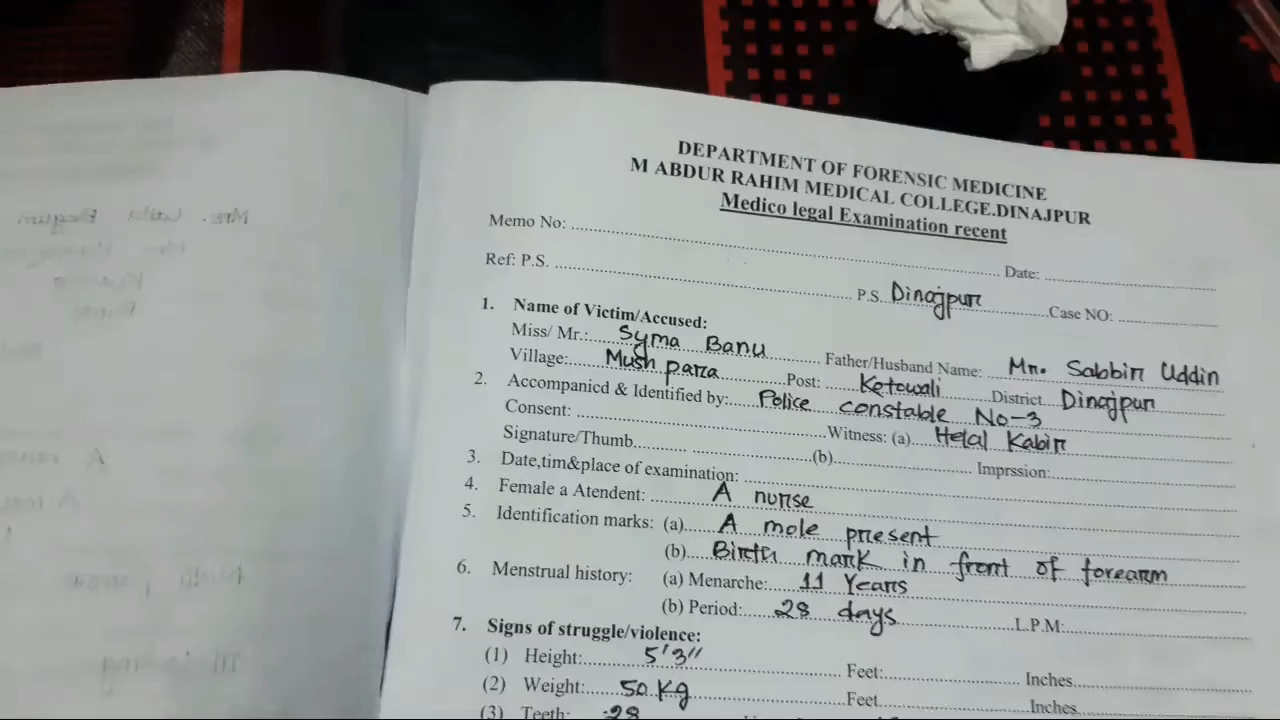 DEPARTMENT OF FORENSIC MEDICINE
M ABDUR RAHIM MEDICAL COLLEGE.DINAJPUR
Medico legal Examination recent
Memo No: Date:
Ref: P.S. P.S. Dinajpur Case NO:
1. Name of Victim/Accused:
Miss/ Mr.: Syma Banu Father/Husband Name: Mr. Sabbir Uddin
Village: Mush para Post: Kotowali District Dinajpur
2. Accompanicd & Identified by: Police constable No-3
Consent: Witness: (a) Helal Kabir
Signature/Thumb (b) Imprssion:
3. Date,tim&place of examination:
4. Female a Atendent: A nurse
5. Identification marks: (a) A mole present
(b) Birth mark in front of forearm
6. Menstrual history: (a) Menarche: 11 Years
(b) Period: 28 days L.P.M:
7. Signs of struggle/violence:
(1) Height: 5'3" Feet: Inches
(2) Weight: 50 Kg Feet Inches
(3) Teeth: 28